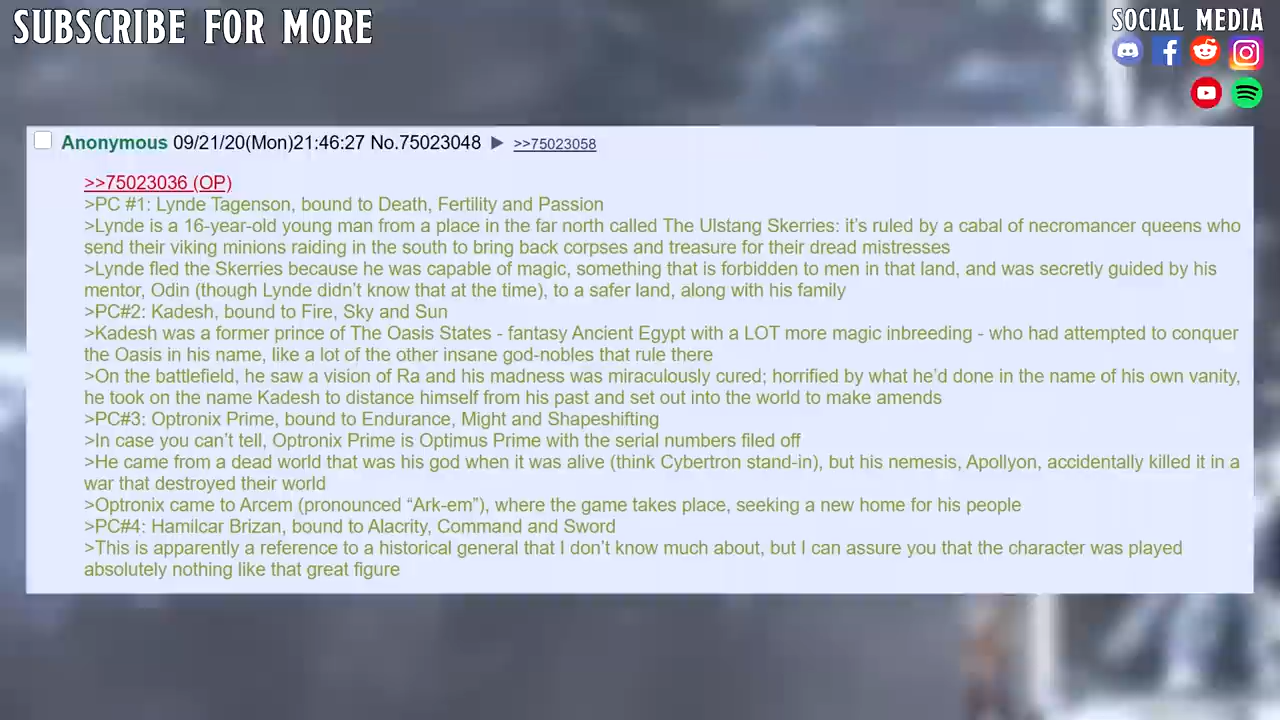 SUBSCRIBE FOR MORE
SOCIAL MEDIA
Anonymous 09/21/20(Mon)21:46:27 No.75023048 ▶ >>75023058
>>75023036 (OP)
>PC #1: Lynde Tagenson, bound to Death, Fertility and Passion
>Lynde is a 16-year-old young man from a place in the far north called The Ulstang Skerries: it’s ruled by a cabal of necromancer queens who
send their viking minions raiding in the south to bring back corpses and treasure for their dread mistresses
>Lynde fled the Skerries because he was capable of magic, something that is forbidden to men in that land, and was secretly guided by his
mentor, Odin (though Lynde didn’t know that at the time), to a safer land, along with his family
>PC#2: Kadesh, bound to Fire, Sky and Sun
>Kadesh was a former prince of The Oasis States - fantasy Ancient Egypt with a LOT more magic inbreeding - who had attempted to conquer
the Oasis in his name, like a lot of the other insane god-nobles that rule there
>On the battlefield, he saw a vision of Ra and his madness was miraculously cured; horrified by what he’d done in the name of his own vanity,
he took on the name Kadesh to distance himself from his past and set out into the world to make amends
>PC#3: Optronix Prime, bound to Endurance, Might and Shapeshifting
>In case you can’t tell, Optronix Prime is Optimus Prime with the serial numbers filed off
>He came from a dead world that was his god when it was alive (think Cybertron stand-in), but his nemesis, Apollyon, accidentally killed it in a
war that destroyed their world
>Optronix came to Arcem (pronounced “Ark-em”), where the game takes place, seeking a new home for his people
>PC#4: Hamilcar Brizan, bound to Alacrity, Command and Sword
>This is apparently a reference to a historical general that I don’t know much about, but I can assure you that the character was played
absolutely nothing like that great figure